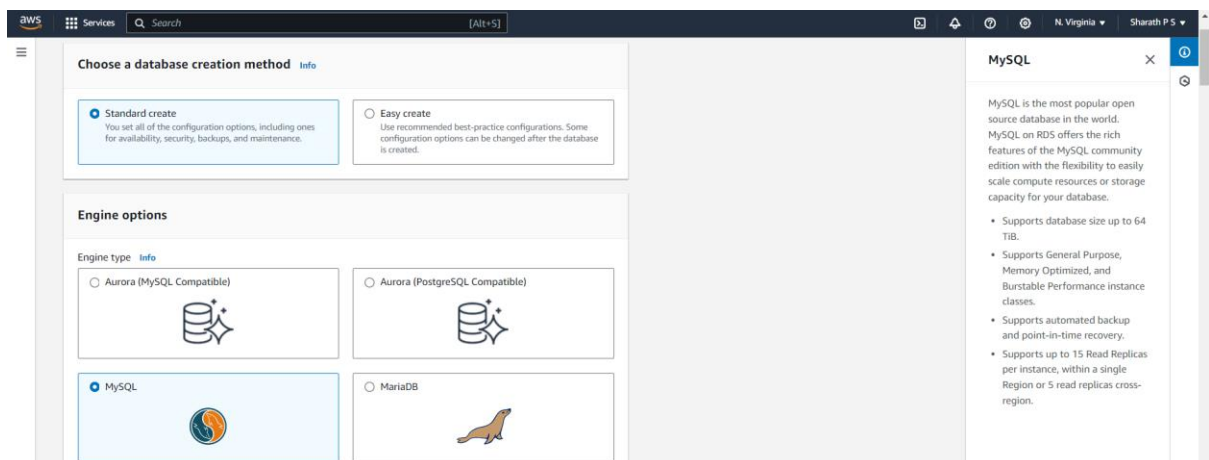 aws
Services
Search
[Alt+S]
N. Virginia
Sharath P S
Choose a database creation method Info
Standard create
You set all of the configuration options, including ones
for availability, security, backups, and maintenance.
Easy create
Use recommended best-practice configurations. Some
configuration options can be changed after the database
is created.
Engine options
Engine type Info
Aurora (MySQL Compatible)
Aurora (PostgreSQL Compatible)
MySQL
MariaDB
MySQL
MySQL is the most popular open
source database in the world.
MySQL on RDS offers the rich
features of the MySQL community
edition with the flexibility to easily
scale compute resources or storage
capacity for your database.
• Supports database size up to 64
TiB.
• Supports General Purpose,
Memory Optimized, and
Burstable Performance instance
classes.
• Supports automated backup
and point-in-time recovery.
• Supports up to 15 Read Replicas
per instance, within a single
Region or 5 read replicas cross-
region.